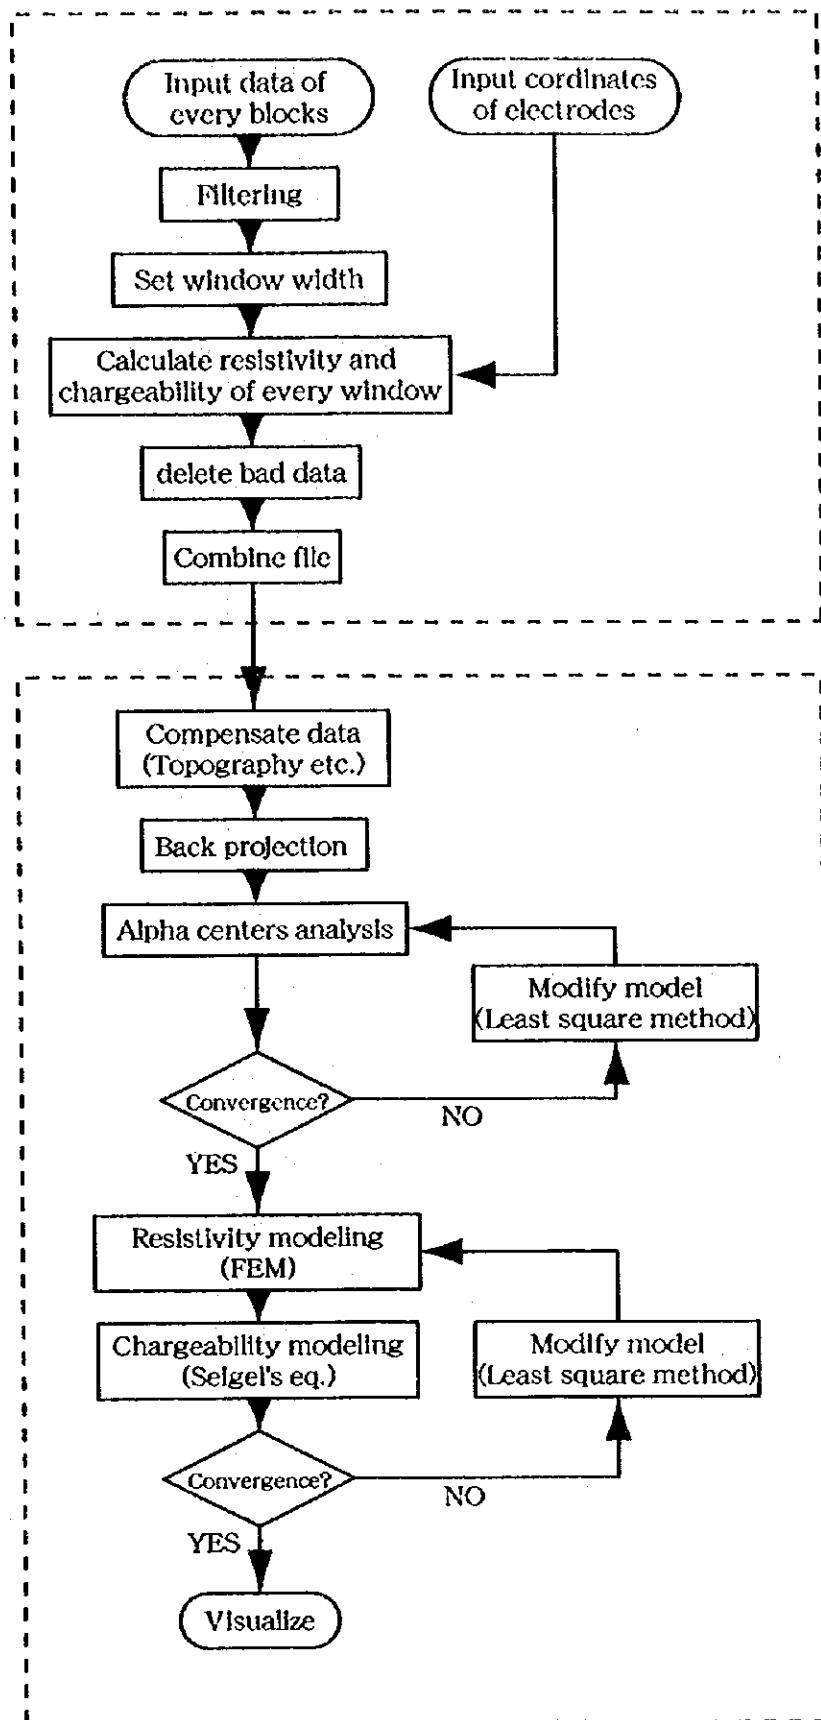 Input data of
every blocks
Input cordinates
of electrodes
Filtering
Set window width
Calculate resistivity and
chargeability of every window
delete bad data
Combine file
Compensate data
(Topography etc.)
Back projection
Alpha centers analysis
Modify model
(Least square method)
Convergence?
NO
YES
Resistivity modeling
(FEM)
Chargeability modeling
(Seigel's eq.)
Modify model
(Least square method)
Convergence?
NO
YES
Visualize